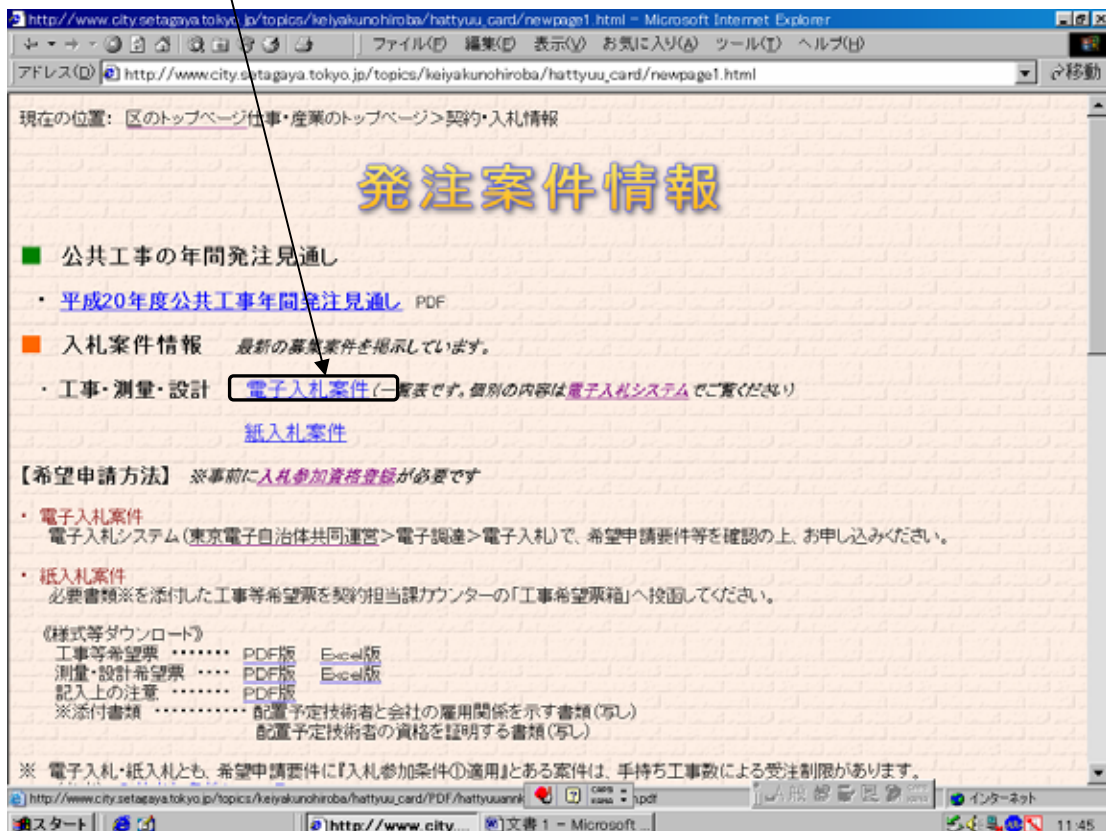 http://www.city.setagaya.tokyo.jp/topics/keiyakunohiroba/hattyuu_card/newpage1.html - Microsoft Internet Explorer
ファイル(F) 編集(E) 表示(V) お気に入り(A) ツール(T) ヘルプ(H)
アドレス(D) http://www.city.setagaya.tokyo.jp/topics/keiyakunohiroba/hattyuu_card/newpage1.html 移動
現在の位置: 区のトップページ仕事・産業のトップページ>契約・入札情報
発注案件情報
■ 公共工事の年間発注見通し
・ 平成20年度公共工事年間発注見通し PDF
■ 入札案件情報 最新の募集案件を掲示しています。
・工事・測量・設計 電子入札案件(一覧表です。個別の内容は電子入札システムでご覧ください)
紙入札案件
【希望申請方法】 ※事前に入札参加資格登録が必要です
・ 電子入札案件
電子入札システム(東京電子自治体共同運営>電子調達>電子入札)で、希望申請要件等を確認の上、お申し込みください。
・ 紙入札案件
必要書類※を添付した工事等希望票を契約担当課カウンターの「工事希望票箱」へ投函してください。
《様式等ダウンロード》
工事等希望票 ・・・・・・・ PDF版 Excel版
測量・設計希望票 ・・・・ PDF版 Excel版
記入上の注意 ・・・・・・・ PDF版
※添付書類 ・・・・・・・・・・・ 配置予定技術者と会社の雇用関係を示す書類(写し)
配置予定技術者の資格を証明する書類(写し)
※ 電子入札・紙入札とも、希望申請要件に『入札参加条件①適用』とある案件は、手持ち工事数による受注制限があります。
http://www.city.setagaya.tokyo.jp/topics/keiyakunohiroba/hattyuu_card/PDF/hattyuuannk CAPS KANA インターネット
スタート http://www.city.... 文書 1 - Microsoft ... 11:45